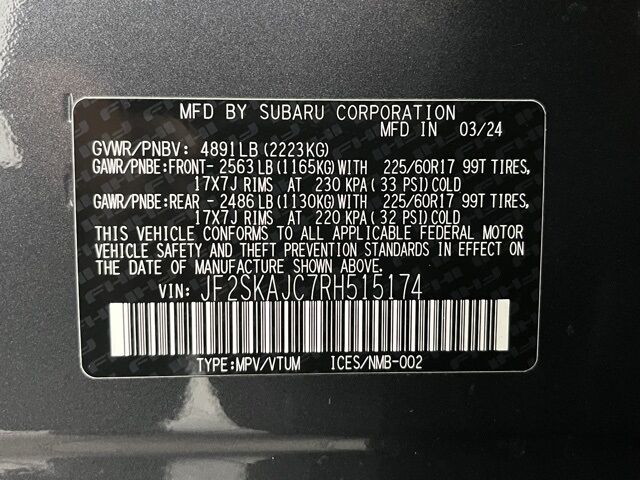 MFD BY SUBARU CORPORATION
MFD IN 03/24
GVWR/PNBV: 4891LB(2223KG)
GAWR/PNBE:FRONT- 2563LB(1165KG)WITH 225/60R17 99T TIRES,
17X7J RIMS AT 230 KPA(33 PSI)COLD
GAWR/PNBE:REAR - 2486LB(1130KG)WITH 225/60R17 99T TIRES,
17X7J RIMS AT 220 KPA(32 PSI)COLD
THIS VEHICLE CONFORMS TO ALL APPLICABLE FEDERAL MOTOR
VEHICLE SAFETY AND THEFT PREVENTION STANDARDS IN EFFECT ON
THE DATE OF MANUFACTURE SHOWN ABOVE.
VIN: JF2SKAJC7RH515174
TYPE:MPV/VTUM ICES/NMB-002